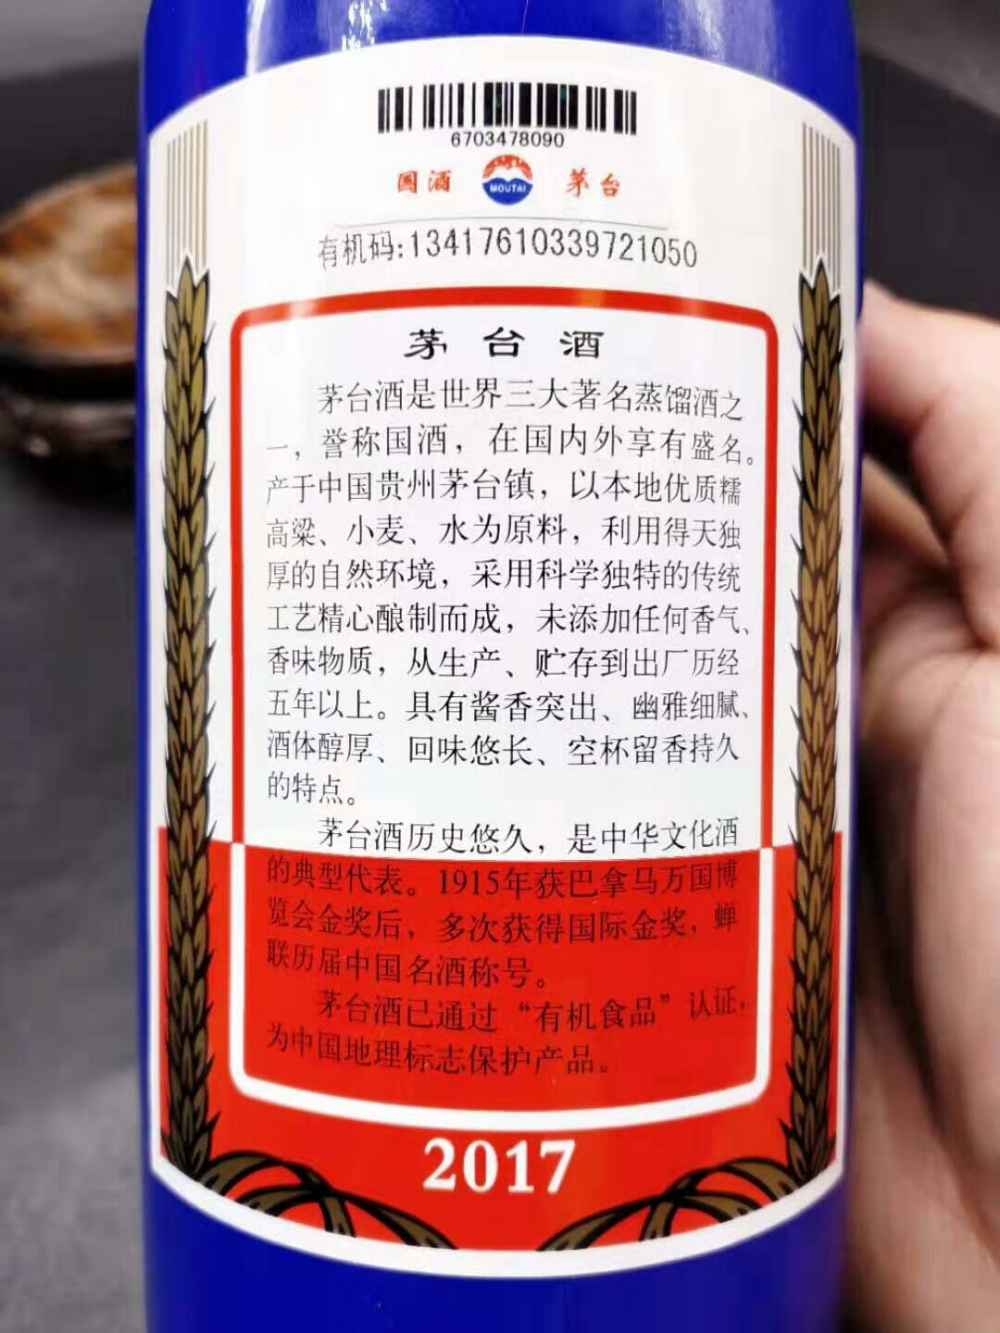 6703478090
国酒 MOUTAI 茅台
有机码:13417610339721050
茅台酒
茅台酒是世界三大著名蒸馏酒之
一，誉称国酒，在国内外享有盛名。
产于中国贵州茅台镇，以本地优质糯
高粱、小麦、水为原料，利用得天独
厚的自然环境，采用科学独特的传统
工艺精心酿制而成，未添加任何香气、
香味物质，从生产、贮存到出厂历经
五年以上。具有酱香突出、幽雅细腻、
酒体醇厚、回味悠长、空杯留香持久
的特点。
茅台酒历史悠久，是中华文化酒
的典型代表。1915年获巴拿马万国博
览会金奖后，多次获得国际金奖，蝉
联历届中国名酒称号。
茅台酒已通过“有机食品”认证，
为中国地理标志保护产品。
2017